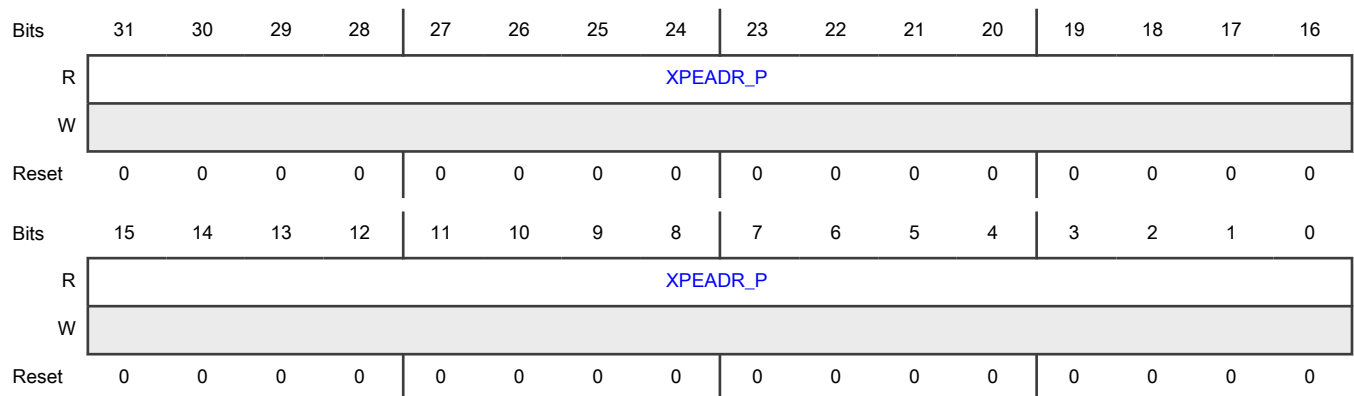 Bits 31 30 29 28 27 26 25 24 23 22 21 20 19 18 17 16
R XPEADR_P
W
Reset 0 0 0 0 0 0 0 0 0 0 0 0 0 0 0 0
Bits 15 14 13 12 11 10 9 8 7 6 5 4 3 2 1 0
R XPEADR_P
W
Reset 0 0 0 0 0 0 0 0 0 0 0 0 0 0 0 0